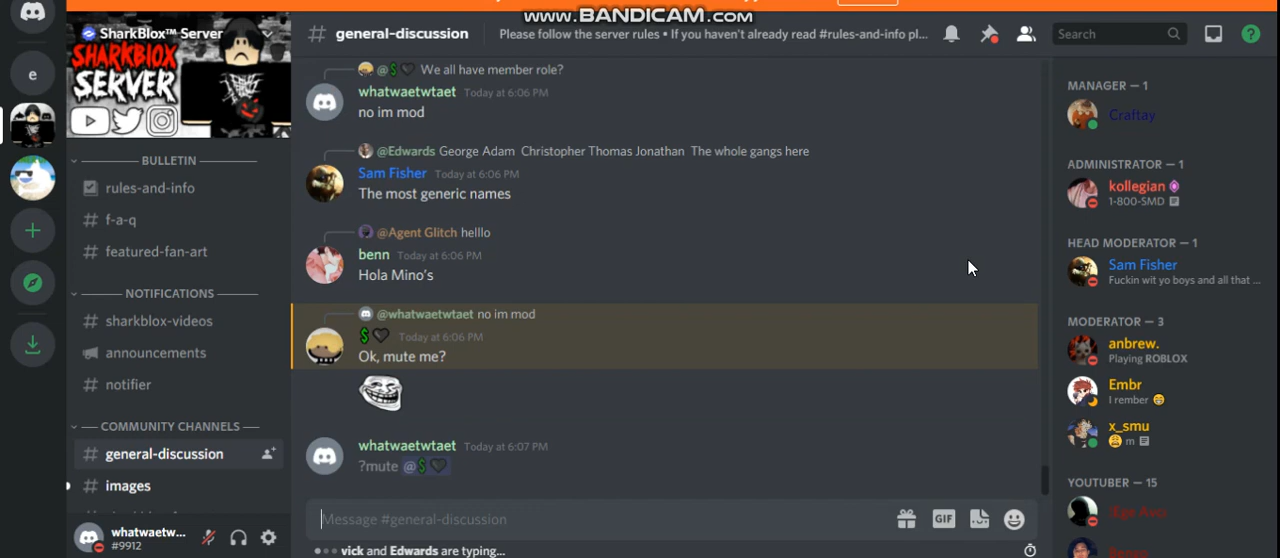 www.BANDICAM.com
SharkBlox™ Server
SHARKBLOX
SERVER
BULLETIN
rules-and-info
f-a-q
featured-fan-art
NOTIFICATIONS
sharkblox-videos
announcements
notifier
COMMUNITY CHANNELS
general-discussion
images
whatwaetw...
#9912
e
# general-discussion
Please follow the server rules • If you haven't already read #rules-and-info pl...
Search
@$🖤 We all have member role?
whatwaetwtaet Today at 6:06 PM
no im mod
@Edwards George Adam Christopher Thomas Jonathan The whole gangs here
Sam Fisher Today at 6:06 PM
The most generic names
@Agent Glitch helllo
benn Today at 6:06 PM
Hola Mino's
@whatwaetwtaet no im mod
$🖤 Today at 6:06 PM
Ok, mute me?
whatwaetwtaet Today at 6:07 PM
?mute @$🖤
Message #general-discussion
GIF
vick and Edwards are typing...
MANAGER — 1
Craftay
ADMINISTRATOR — 1
kollegian
1-800-SMD
HEAD MODERATOR — 1
Sam Fisher
Fuckin wit yo boys and all that ...
MODERATOR — 3
anbrew.
Playing ROBLOX
Embr
I rember 😁
x_smu
😩 m
YOUTUBER — 15